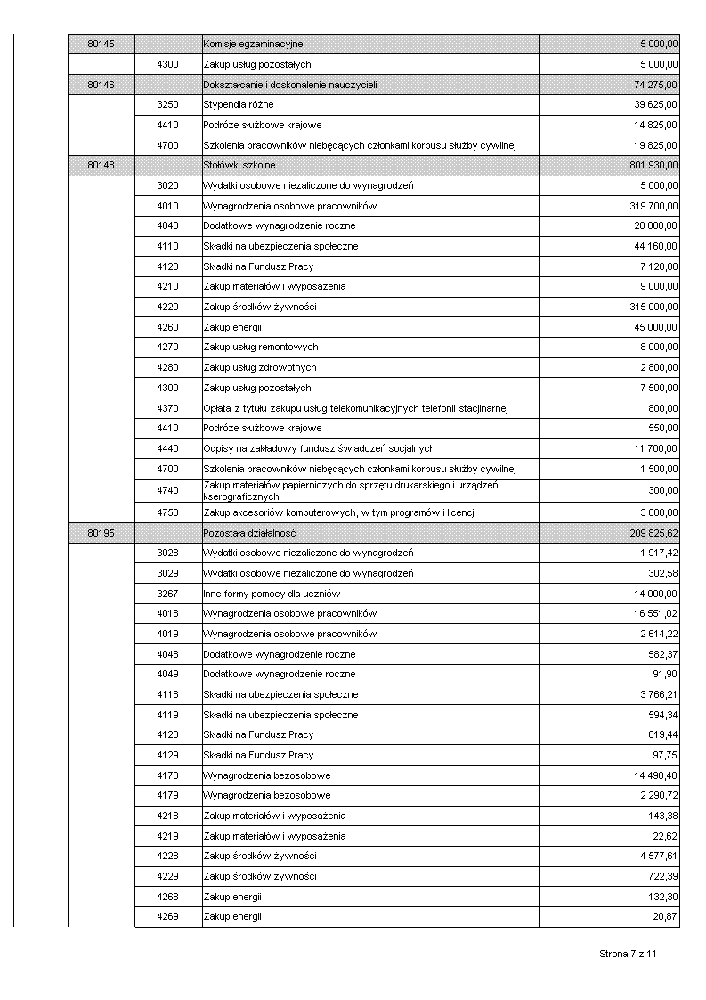 80145 Komisje egzaminacyjne 5 000,00
4300 Zakup usług pozostałych 5 000,00
80146 Dokształcanie i doskonalenie nauczycieli 74 275,00
3250 Stypendia różne 39 625,00
4410 Podróże służbowe krajowe 14 825,00
4700 Szkolenia pracowników niebędących członkami korpusu służby cywilnej 19 825,00
80148 Stołówki szkolne 801 930,00
3020 Wydatki osobowe niezaliczone do wynagrodzeń 5 000,00
4010 Wynagrodzenia osobowe pracowników 319 700,00
4040 Dodatkowe wynagrodzenie roczne 20 000,00
4110 Składki na ubezpieczenia społeczne 44 160,00
4120 Składki na Fundusz Pracy 7 120,00
4210 Zakup materiałów i wyposażenia 9 000,00
4220 Zakup środków żywności 315 000,00
4260 Zakup energii 45 000,00
4270 Zakup usług remontowych 8 000,00
4280 Zakup usług zdrowotnych 2 800,00
4300 Zakup usług pozostałych 7 500,00
4370 Opłata z tytułu zakupu usług telekomunikacyjnych telefonii stacjinarnej 800,00
4410 Podróże służbowe krajowe 550,00
4440 Odpisy na zakładowy fundusz świadczeń socjalnych 11 700,00
4700 Szkolenia pracowników niebędących członkami korpusu służby cywilnej 1 500,00
4740 Zakup materiałów papierniczych do sprzętu drukarskiego i urządzeń
kserograficznych 300,00
4750 Zakup akcesoriów komputerowych, w tym programów i licencji 3 800,00
80195 Pozostała działalność 209 825,62
3028 Wydatki osobowe niezaliczone do wynagrodzeń 1 917,42
3029 Wydatki osobowe niezaliczone do wynagrodzeń 302,58
3267 Inne formy pomocy dla uczniów 14 000,00
4018 Wynagrodzenia osobowe pracowników 16 551,02
4019 Wynagrodzenia osobowe pracowników 2 614,22
4048 Dodatkowe wynagrodzenie roczne 582,37
4049 Dodatkowe wynagrodzenie roczne 91,90
4118 Składki na ubezpieczenia społeczne 3 766,21
4119 Składki na ubezpieczenia społeczne 594,34
4128 Składki na Fundusz Pracy 619,44
4129 Składki na Fundusz Pracy 97,75
4178 Wynagrodzenia bezosobowe 14 498,48
4179 Wynagrodzenia bezosobowe 2 290,72
4218 Zakup materiałów i wyposażenia 143,38
4219 Zakup materiałów i wyposażenia 22,62
4228 Zakup środków żywności 4 577,61
4229 Zakup środków żywności 722,39
4268 Zakup energii 132,30
4269 Zakup energii 20,87
Strona 7 z 11